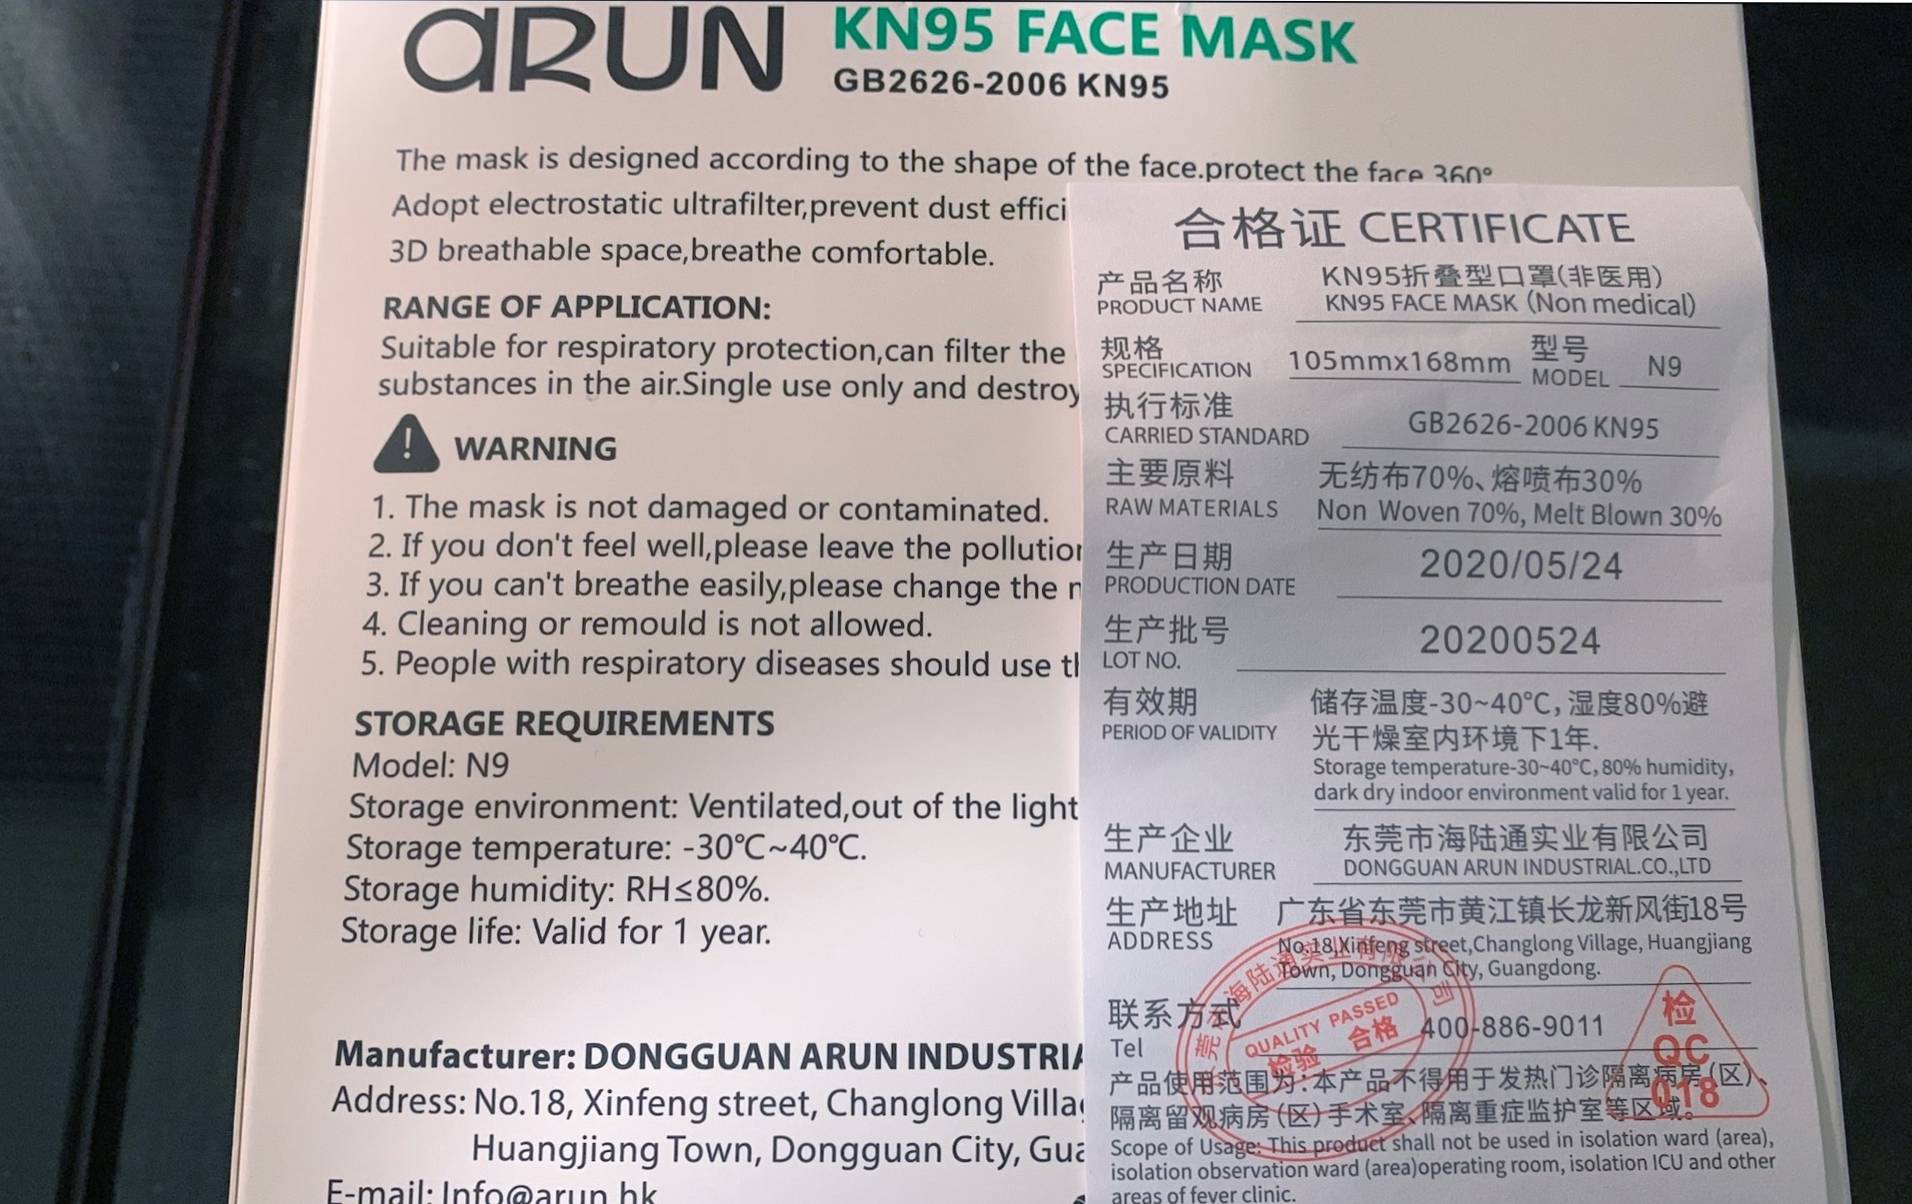 aRUN
KN95 FACE MASK
GB2626-2006 KN95
The mask is designed according to the shape of the face.protect the face 360°
Adopt electrostatic ultrafilter,prevent dust
3D breathable space,breathe comfortable.
RANGE OF APPLICATION:
Suitable for respiratory protection,can filter the
substances in the air.Single use only and destroy
WARNING
1. The mask is not damaged or contaminated.
2. If you don't feel well,please leave the
3. If you can't breathe easily,please change the
4. Cleaning or remould is not allowed.
5. People with respiratory diseases should use
STORAGE REQUIREMENTS
Model: N9
Storage environment: Ventilated,out of the light
Storage temperature: -30℃~40℃.
Storage humidity: RH≤80%.
Storage life: Valid for 1 year.
Manufacturer: DONGGUAN ARUN
Address: No.18, Xinfeng street, Changlong
Huangjiang Town, Dongguan City,
E-mail: Info@arun.hk
合格证 CERTIFICATE
产品名称 KN95折叠型口罩(非医用)
PRODUCT NAME KN95 FACE MASK (Non medical)
规格 105mmx168mm 型号 N9
SPECIFICATION MODEL
执行标准 GB2626-2006 KN95
CARRIED STANDARD
主要原料 无纺布70%、熔喷布30%
RAW MATERIALS Non Woven 70%, Melt Blown 30%
生产日期 2020/05/24
PRODUCTION DATE
生产批号 20200524
LOT NO.
有效期 储存温度-30~40℃,湿度80%避
PERIOD OF VALIDITY 光干燥室内环境下1年.
Storage temperature-30~40℃,80% humidity,
dark dry indoor environment valid for 1 year.
生产企业 东莞市海陆通实业有限公司
MANUFACTURER DONGGUAN ARUN INDUSTRIAL.CO.,LTD
生产地址 广东省东莞市黄江镇长龙新风街18号
ADDRESS No.18,Xinfeng street,Changlong Village, Huangjiang
Town, Dongguan City, Guangdong.
联系方式 400-886-9011
Tel
产品使用范围为:本产品不得用于发热门诊隔离病房(区)、
隔离留观病房(区)手术室、隔离重症监护室等区域。
Scope of Usage: This product shall not be used in isolation ward (area),
isolation observation ward (area)operating room, isolation ICU and other
areas of fever clinic.
海陆通实业有限公司
QUALITY PASSED
检验 合格
检
QC
018